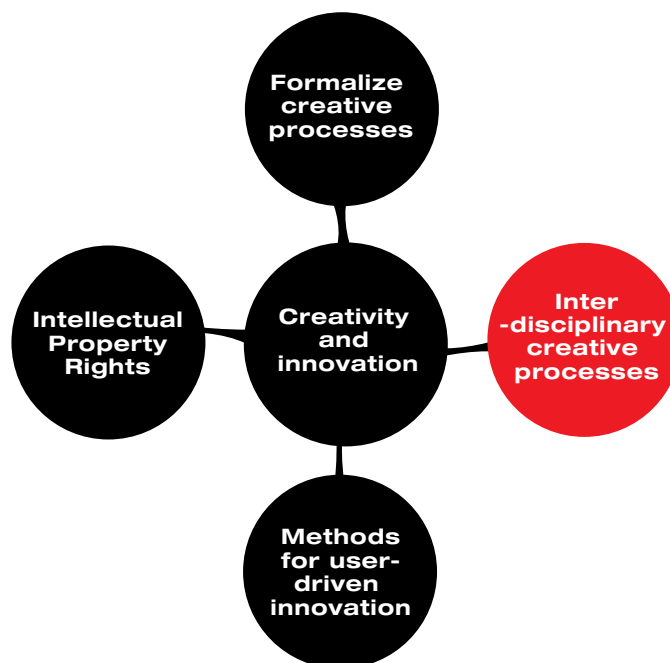 Formalize
creative
processes
Intellectual
Property
Rights
Creativity
and
innovation
Inter
-disciplinary
creative
processes
Methods
for user-
driven
innovation